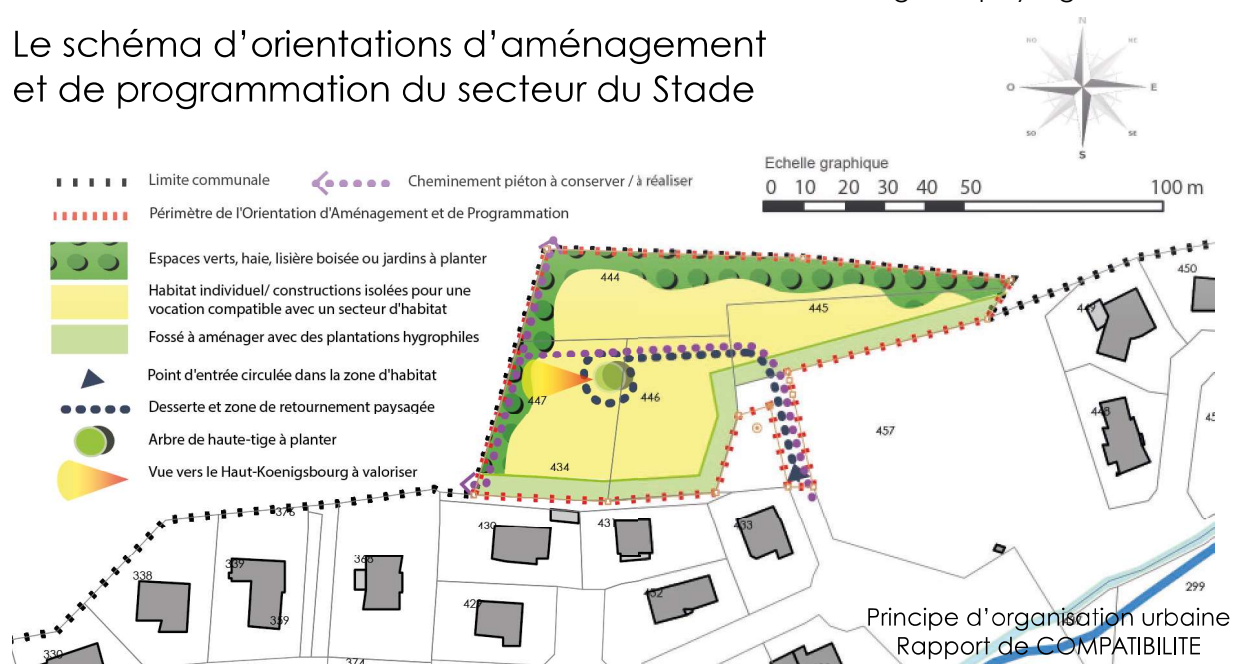 Le schéma d'orientations d'aménagement
et de programmation du secteur du Stade
N
NO
NE
O
E
SO
SE
S
Echelle graphique
0 10 20 30 40 50 100 m
Limite communale
Cheminement piéton à conserver / à réaliser
Périmètre de l'Orientation d'Aménagement et de Programmation
Espaces verts, haie, lisière boisée ou jardins à planter
Habitat individuel/ constructions isolées pour une
vocation compatible avec un secteur d'habitat
Fossé à aménager avec des plantations hygrophiles
Point d'entrée circulée dans la zone d'habitat
Desserte et zone de retournement paysagée
Arbre de haute-tige à planter
Vue vers le Haut-Koenigsbourg à valoriser
444
445
450
449
447
446
448
457
434
376
430
431
433
338
339
368
359
429
432
299
330
374
Principe d'organisation urbaine
Rapport de COMPATIBILITE